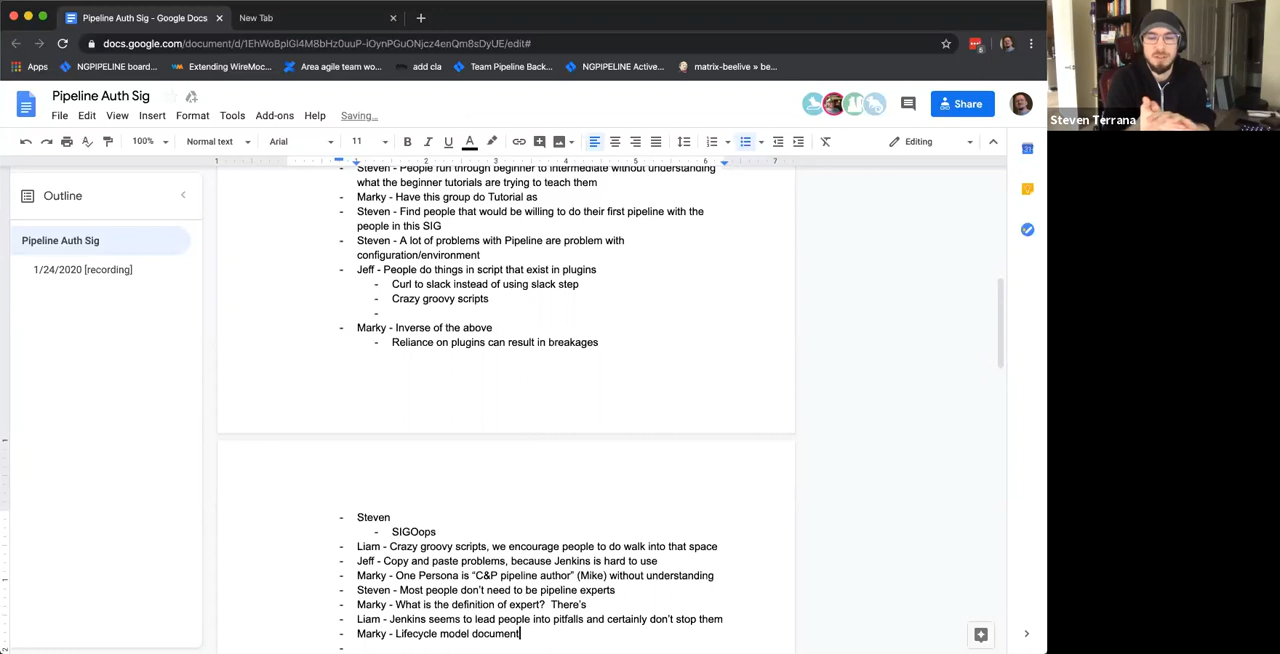 Pipeline Auth Sig - Google Docs
New Tab
docs.google.com/document/d/1EhWoBpIGl4M8bHz0uuP-iOynPGuONjcz4enQm8sDyUE/edit#
Apps
NGPIPELINE board...
Extending WireMoc...
Area agile team wo...
add cla
Team Pipeline Back...
NGPIPELINE Active...
matrix-beelive » be...
Pipeline Auth Sig
File Edit View Insert Format Tools Add-ons Help Saving...
Share
100% Normal text Arial 11 B I U A Editing
1 1 2 3 4 5 6 7
Outline
Pipeline Auth Sig
1/24/2020 [recording]
- Steven - People run through beginner to intermediate without understanding
what the beginner tutorials are trying to teach them
- Marky - Have this group do Tutorial as
- Steven - Find people that would be willing to do their first pipeline with the
people in this SIG
- Steven - A lot of problems with Pipeline are problem with
configuration/environment
- Jeff - People do things in script that exist in plugins
- Curl to slack instead of using slack step
- Crazy groovy scripts
-
- Marky - Inverse of the above
- Reliance on plugins can result in breakages
- Steven
- SIGOops
- Liam - Crazy groovy scripts, we encourage people to do walk into that space
- Jeff - Copy and paste problems, because Jenkins is hard to use
- Marky - One Persona is “C&P pipeline author” (Mike) without understanding
- Steven - Most people don’t need to be pipeline experts
- Marky - What is the definition of expert?  There’s
- Liam - Jenkins seems to lead people into pitfalls and certainly don’t stop them
- Marky - Lifecycle model document
-
Steven Terrana